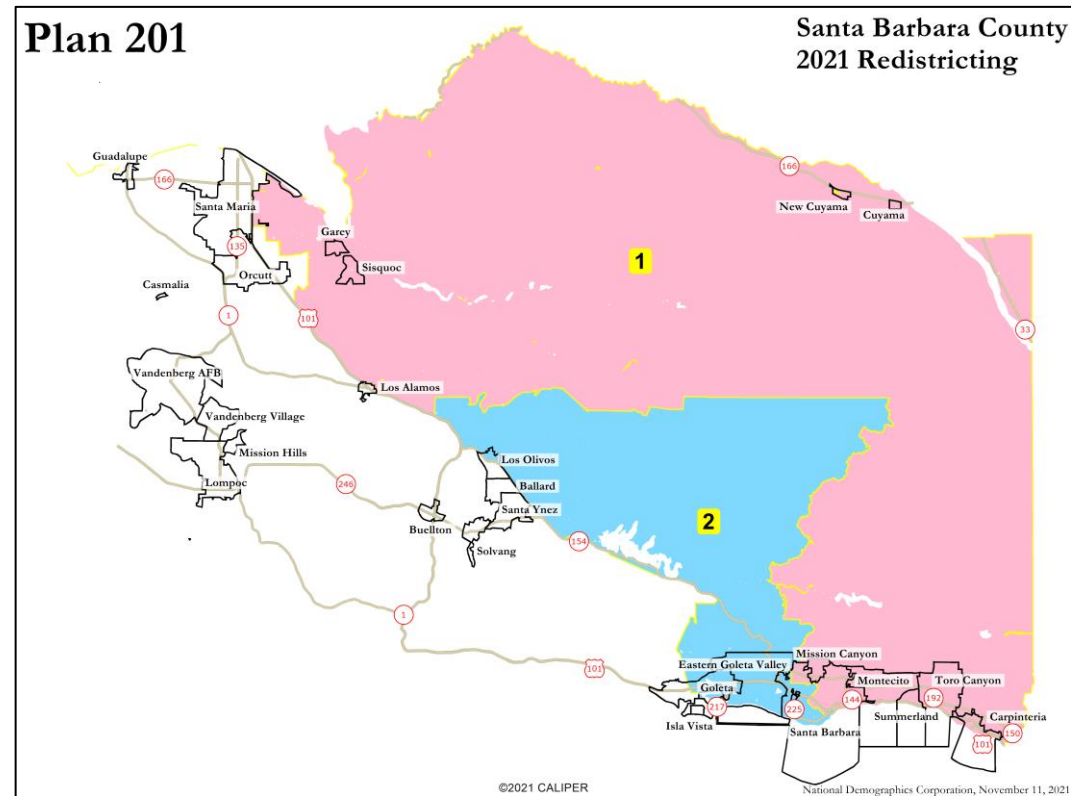 Plan 201
Santa Barbara County
2021 Redistricting
Guadalupe
166
Santa Maria
166
New Cuyama
Cuyama
Garey
135
Sisquoc
1
Orcutt
Casmalia
1
101
33
Vandenberg AFB
Los Alamos
Vandenberg Village
Mission Hills
Los Olivos
Lompoc
246
Ballard
Santa Ynez
Buellton
2
Solvang
154
1
101
Mission Canyon
Eastern Goleta Valley
Montecito
Toro Canyon
Goleta
144
192
217
225
Isla Vista
Summerland
Carpinteria
Santa Barbara
150
101
©2021 CALIPER
National Demographics Corporation, November 11, 2021